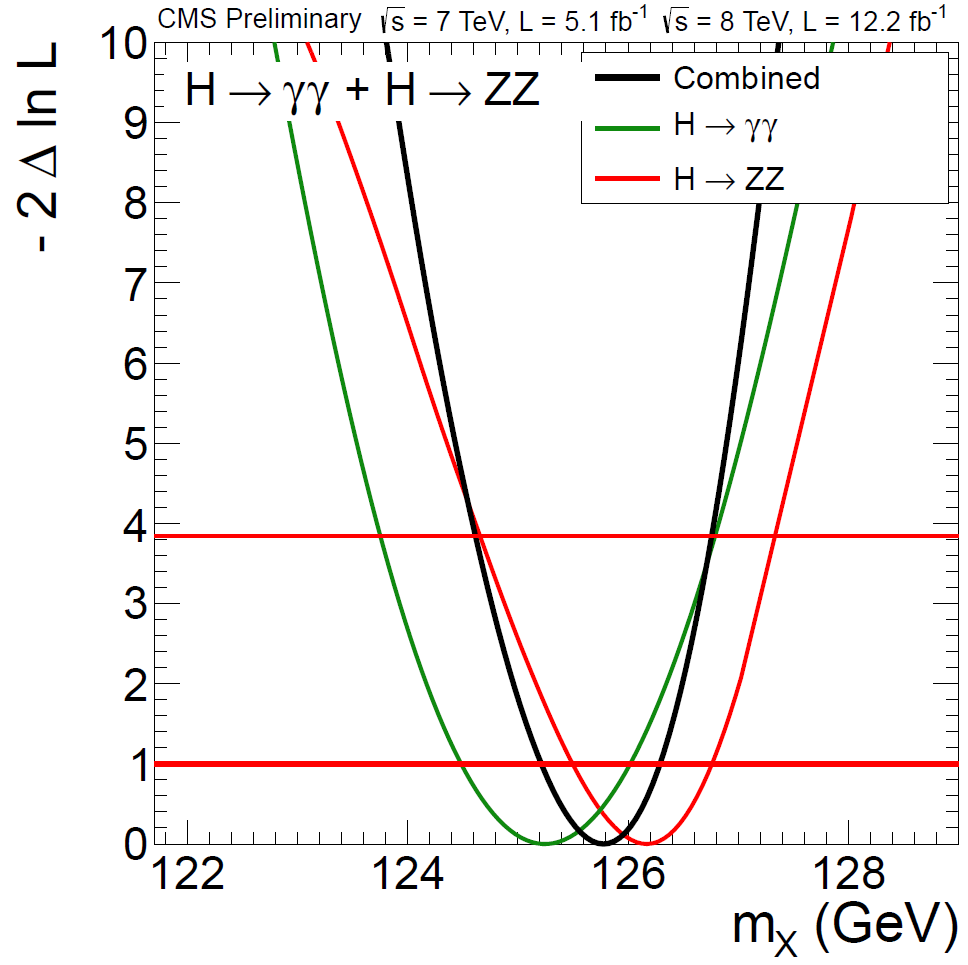 CMS Preliminary √s = 7 TeV, L = 5.1 fb⁻¹ √s = 8 TeV, L = 12.2 fb⁻¹
- 2 Δ ln L
H → γγ + H → ZZ
Combined
H → γγ
H → ZZ
10
9
8
7
6
5
4
3
2
1
0
122 124 126 128
m_X (GeV)